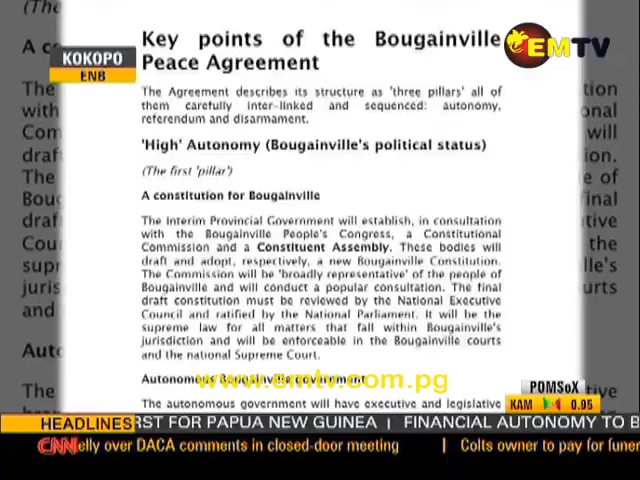 (The
KOKOPO
ENB
EMTV
Key points of the Bougainville
Peace Agreement
The Agreement describes its structure as 'three pillars' all of
them carefully inter-linked and sequenced: autonomy,
referendum and disarmament.
'High' Autonomy (Bougainville's political status)
(The first 'pillar')
A constitution for Bougainville
The Interim Provincial Government will establish, in consultation
with the Bougainville People's Congress, a Constitutional
Commission and a Constituent Assembly. These bodies will
draft and adopt, respectively, a new Bougainville Constitution.
The Commission will be 'broadly representative' of the people of
Bougainville and will conduct a popular consultation. The final
draft constitution must be reviewed by the National Executive
Council and ratified by the National Parliament. It will be the
supreme law for all matters that fall within Bougainville's
jurisdiction and will be enforceable in the Bougainville courts
and the national Supreme Court.
Autonomous Bougainville government
www.emtv.com.pg
The autonomous government will have executive and legislative
POMSoX
KAM 0.95
HEADLINES RST FOR PAPUA NEW GUINEA | FINANCIAL AUTONOMY TO B
CNN elly over DACA comments in closed-door meeting | Colts owner to pay for funer